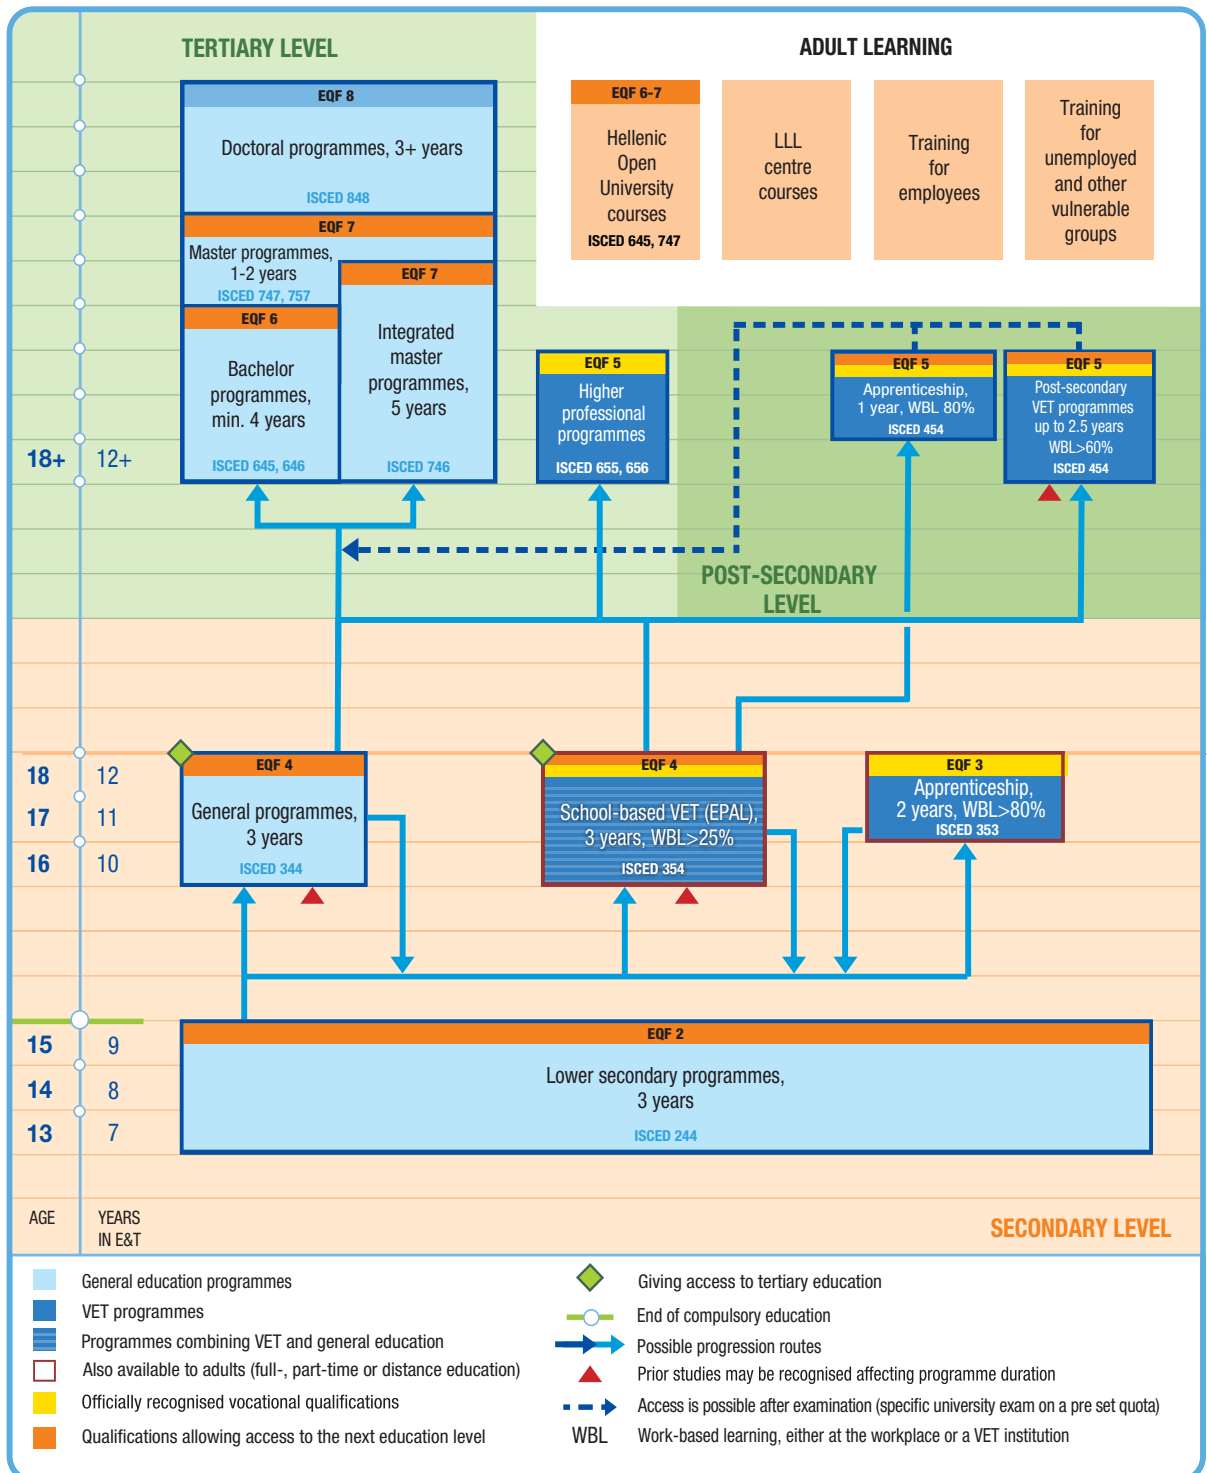 TERTIARY LEVEL
ADULT LEARNING
EQF 8
Doctoral programmes, 3+ years
ISCED 848
EQF 7
Master programmes,
1-2 years
ISCED 747, 757
EQF 6
Bachelor
programmes,
min. 4 years
ISCED 645, 646
EQF 7
Integrated
master
programmes,
5 years
ISCED 746
EQF 6-7
Hellenic
Open
University
courses
ISCED 645, 747
LLL
centre
courses
Training
for
employees
Training
for
unemployed
and other
vulnerable
groups
EQF 5
Higher
professional
programmes
ISCED 655, 656
EQF 5
Apprenticeship,
1 year, WBL 80%
ISCED 454
EQF 5
Post-secondary
VET programmes
up to 2.5 years
WBL>60%
ISCED 454
18+ 12+
POST-SECONDARY
LEVEL
18 12
17 11
16 10
EQF 4
General programmes,
3 years
ISCED 344
EQF 4
School-based VET (EPAL),
3 years, WBL>25%
ISCED 354
EQF 3
Apprenticeship,
2 years, WBL>80%
ISCED 353
15 9
14 8
13 7
EQF 2
Lower secondary programmes,
3 years
ISCED 244
AGE
YEARS
IN E&T
SECONDARY LEVEL
General education programmes
VET programmes
Programmes combining VET and general education
Also available to adults (full-, part-time or distance education)
Officially recognised vocational qualifications
Qualifications allowing access to the next education level
Giving access to tertiary education
End of compulsory education
Possible progression routes
Prior studies may be recognised affecting programme duration
Access is possible after examination (specific university exam on a pre set quota)
WBL Work-based learning, either at the workplace or a VET institution